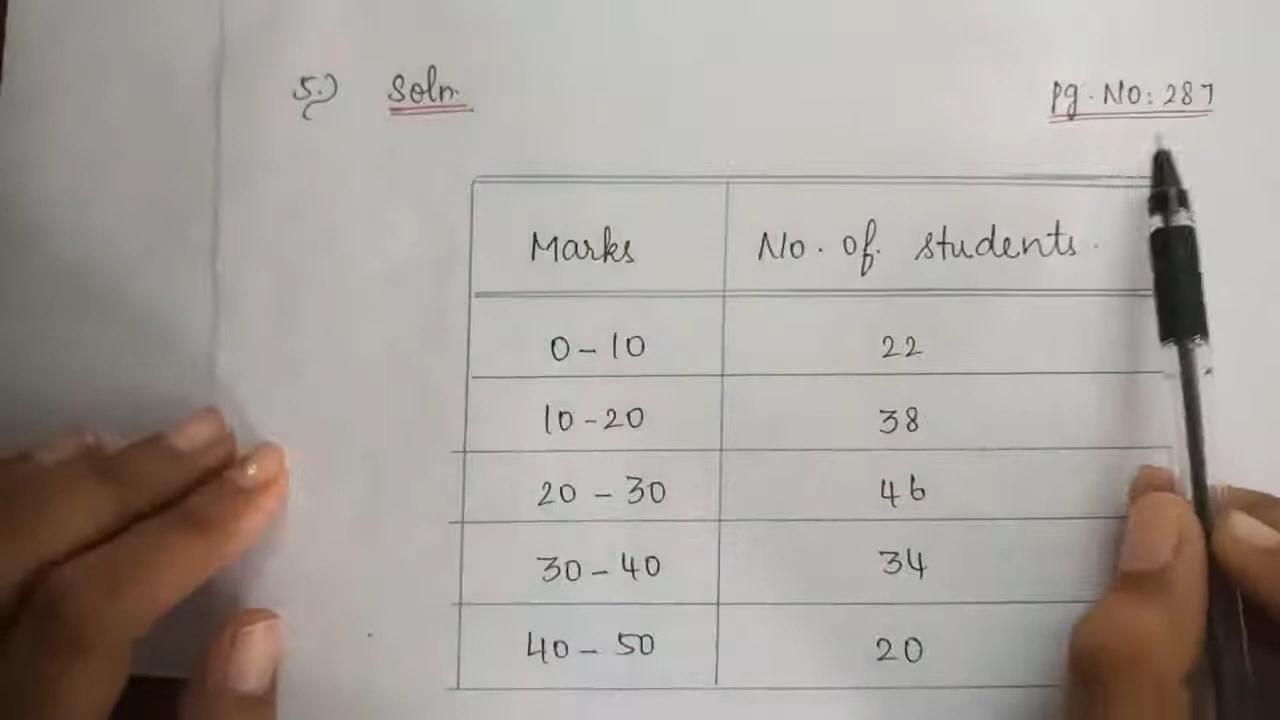 5.) Soln.
Pg. No: 287
Marks No. of. students.
0-10 22
10-20 38
20-30 46
30-40 34
40-50 20